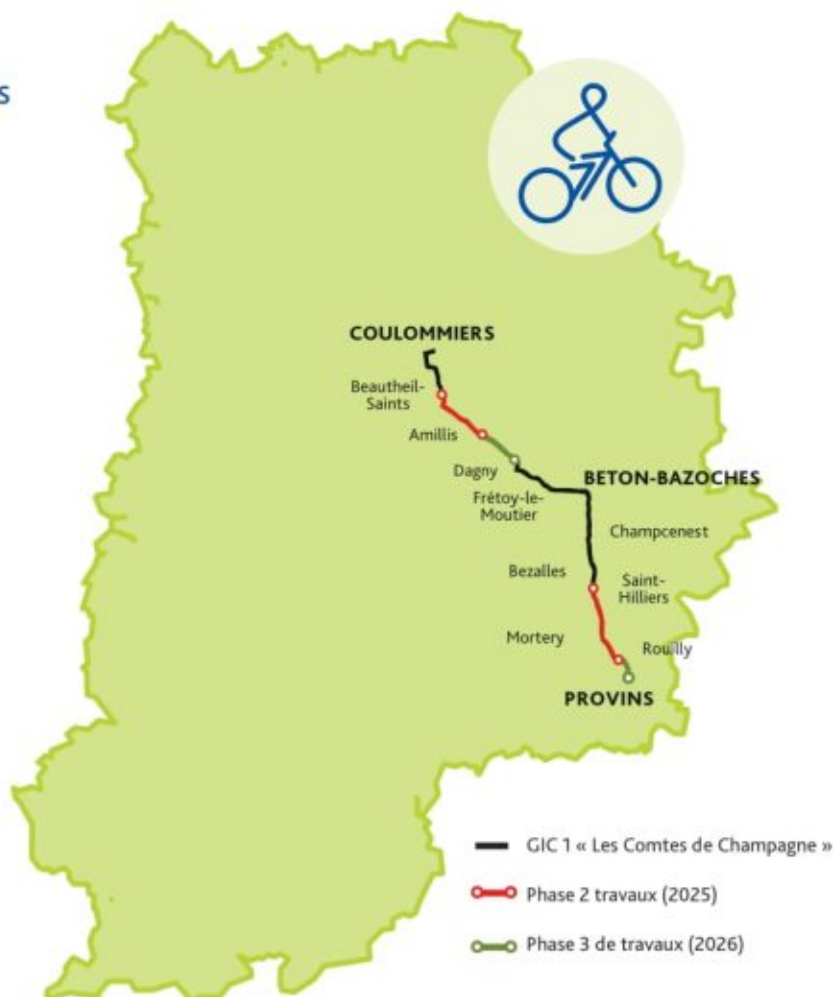 S
COULOMMIERS
Beautheil-
Saints
Amillis
Dagny
BETON-BAZOCHES
Frétoy-le-
Moutier
Champcenest
Bezalles
Saint-
Hilliers
Mortery
Rouilly
PROVINS
GIC 1 « Les Comtes de Champagne »
Phase 2 travaux (2025)
Phase 3 de travaux (2026)